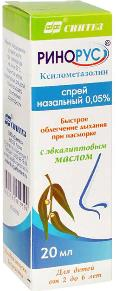 СИНТЕЗ
РИНОРУС®
Ксилометазолин
спрей
назальный 0,05%
Быстрое
облегчение дыхания
при насморке
с эвкалиптовым
маслом
20 мл
Для детей
от 2 до 6 лет